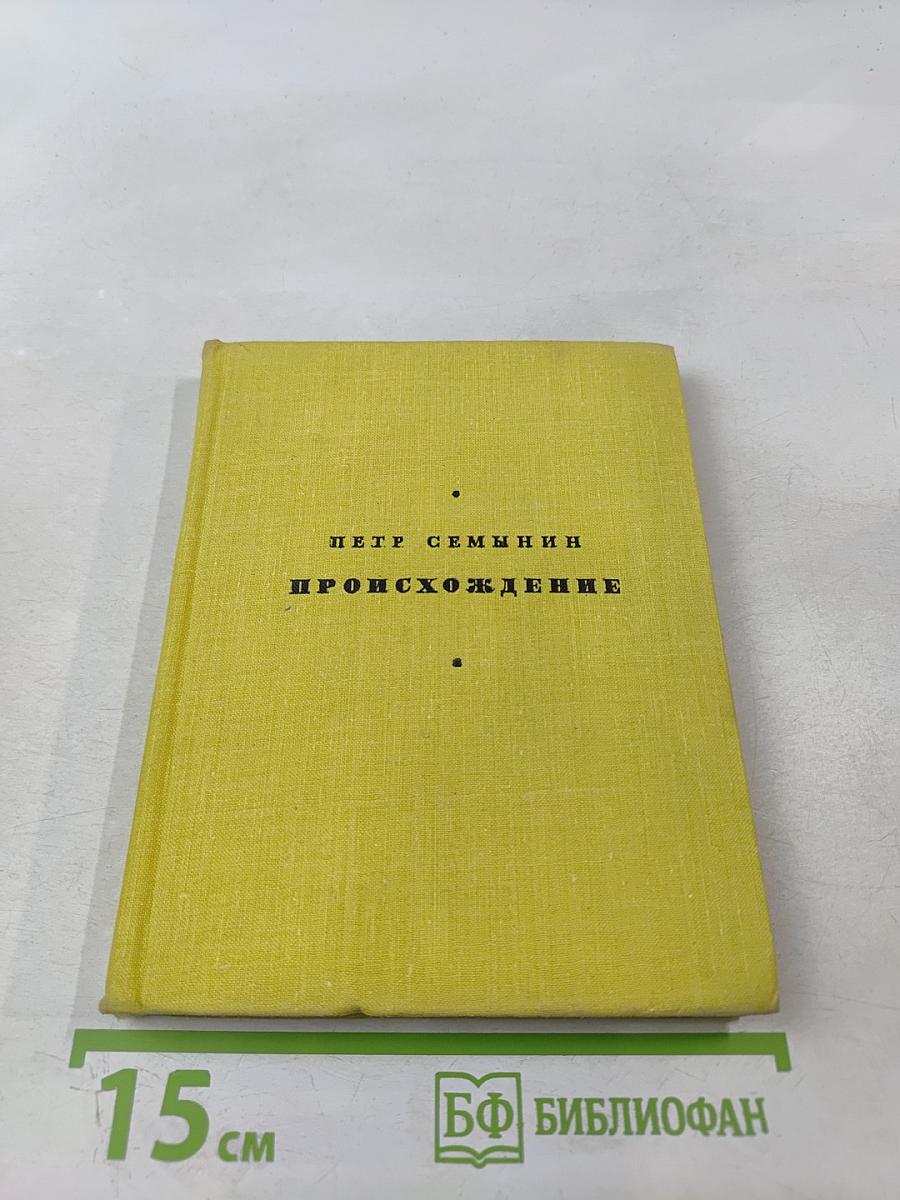 ПЕТР СЕМЫНИН
ПРОИСХОЖДЕНИЕ
15 см
БФ БИБЛИОФАН